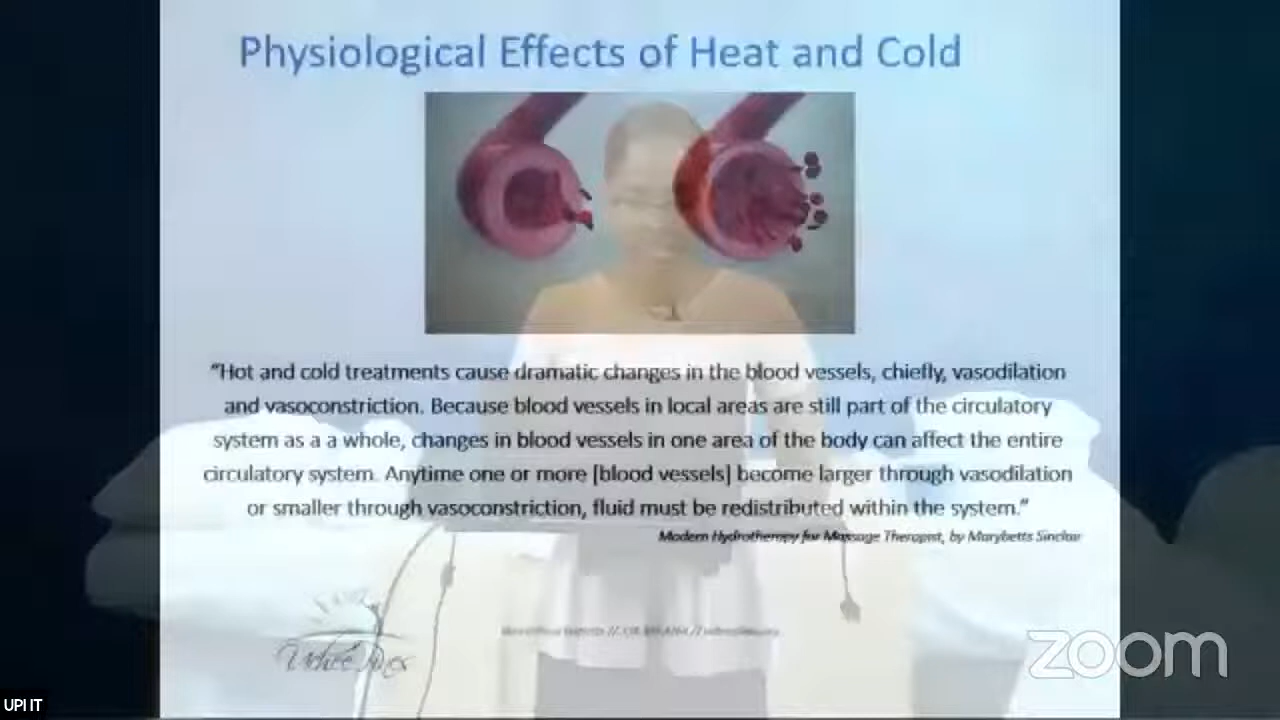 Physiological Effects of Heat and Cold
"Hot and cold treatments cause dramatic changes in the blood vessels, chiefly, vasodilation
and vasoconstriction. Because blood vessels in local areas are still part of the circulatory
system as a a whole, changes in blood vessels in one area of the body can affect the entire
circulatory system. Anytime one or more [blood vessels] become larger through vasodilation
or smaller through vasoconstriction, fluid must be redistributed within the system."
Modern Hydrotherapy for Massage Therapist, by Marybetts Sinclair
Uchee Pines
zoom
UPI IT